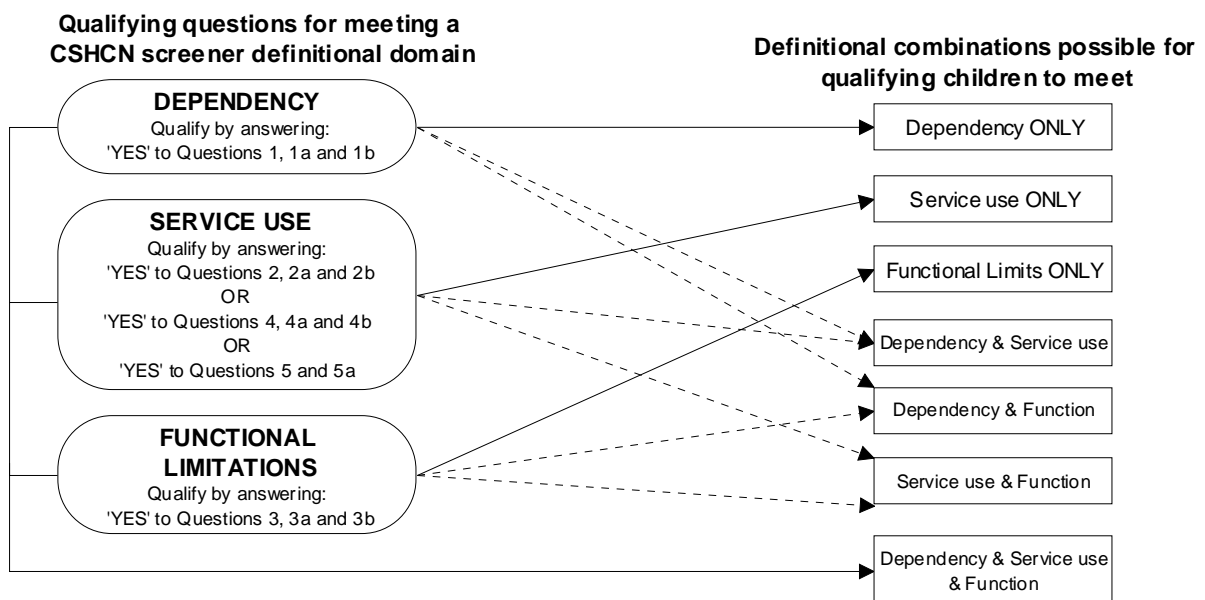 Qualifying questions for meeting a
CSHCN screener definitional domain
DEPENDENCY
Qualify by answering:
'YES' to Questions 1, 1a and 1b
SERVICE USE
Qualify by answering:
'YES' to Questions 2, 2a and 2b
OR
'YES' to Questions 4, 4a and 4b
OR
'YES' to Questions 5 and 5a
FUNCTIONAL
LIMITATIONS
Qualify by answering:
'YES' to Questions 3, 3a and 3b
Definitional combinations possible for
qualifying children to meet
Dependency ONLY
Service use ONLY
Functional Limits ONLY
Dependency & Service use
Dependency & Function
Service use & Function
Dependency & Service use
& Function